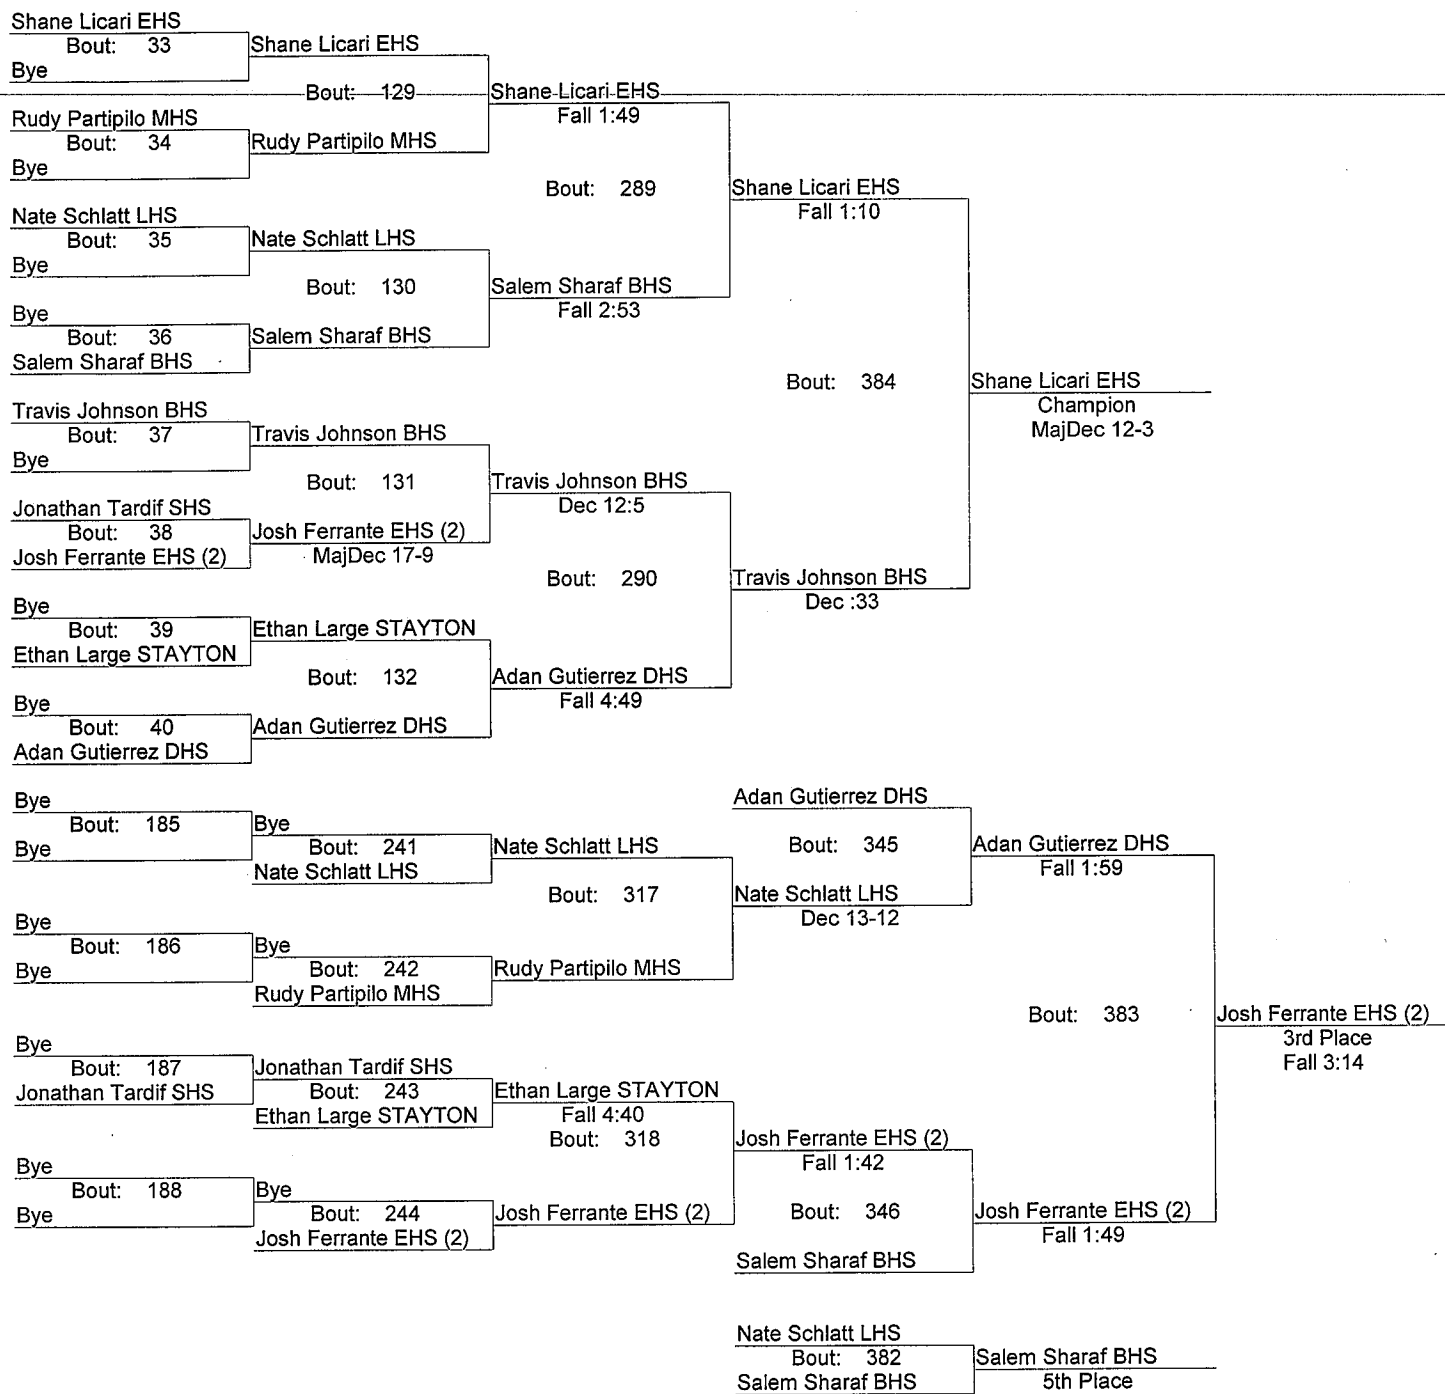 Shane Licari EHS
Bout: 33
Bye
Shane Licari EHS
Bout: 129
Rudy Partipilo MHS
Bout: 34
Bye
Rudy Partipilo MHS
Shane Licari EHS
Fall 1:49
Bout: 289
Nate Schlatt LHS
Bout: 35
Bye
Nate Schlatt LHS
Bout: 130
Bye
Bout: 36
Salem Sharaf BHS
Salem Sharaf BHS
Salem Sharaf BHS
Fall 2:53
Shane Licari EHS
Fall 1:10
Bout: 384
Shane Licari EHS
Champion
MajDec 12-3
Travis Johnson BHS
Bout: 37
Bye
Travis Johnson BHS
Bout: 131
Jonathan Tardif SHS
Bout: 38
Josh Ferrante EHS (2)
Josh Ferrante EHS (2)
MajDec 17-9
Travis Johnson BHS
Dec 12:5
Bout: 290
Travis Johnson BHS
Dec :33
Bye
Bout: 39
Ethan Large STAYTON
Ethan Large STAYTON
Bout: 132
Bye
Bout: 40
Adan Gutierrez DHS
Adan Gutierrez DHS
Adan Gutierrez DHS
Fall 4:49
Bye
Bout: 185
Bye
Bye
Bout: 241
Nate Schlatt LHS
Nate Schlatt LHS
Bout: 317
Bye
Bout: 186
Bye
Bye
Bout: 242
Rudy Partipilo MHS
Rudy Partipilo MHS
Adan Gutierrez DHS
Bout: 345
Nate Schlatt LHS
Dec 13-12
Adan Gutierrez DHS
Fall 1:59
Bout: 383
Josh Ferrante EHS (2)
3rd Place
Fall 3:14
Bye
Bout: 187
Jonathan Tardif SHS
Jonathan Tardif SHS
Bout: 243
Ethan Large STAYTON
Ethan Large STAYTON
Fall 4:40
Bout: 318
Bye
Bout: 188
Bye
Bye
Bout: 244
Josh Ferrante EHS (2)
Josh Ferrante EHS (2)
Josh Ferrante EHS (2)
Fall 1:42
Bout: 346
Salem Sharaf BHS
Josh Ferrante EHS (2)
Fall 1:49
Nate Schlatt LHS
Bout: 382
Salem Sharaf BHS
Salem Sharaf BHS
5th Place